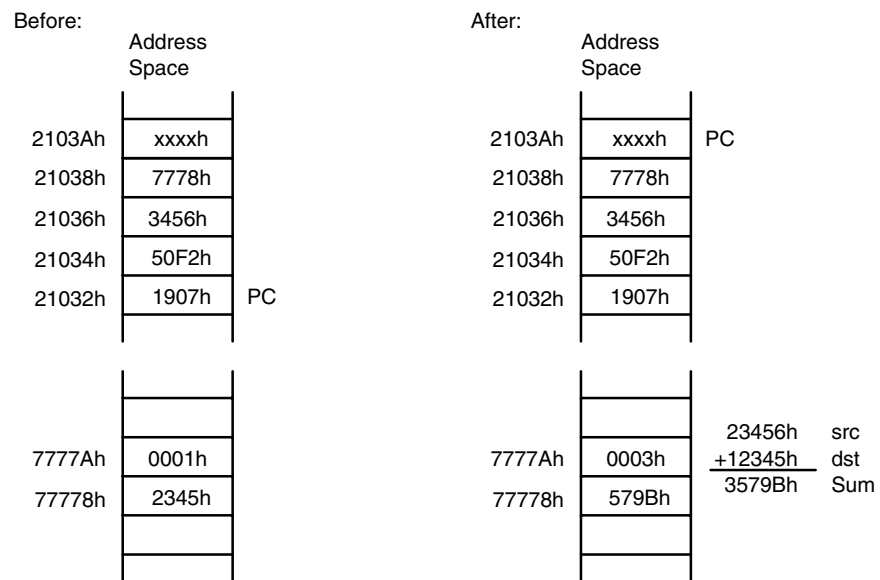 Before:
Address
Space
2103Ah xxxxh
21038h 7778h
21036h 3456h
21034h 50F2h
21032h 1907h PC
7777Ah 0001h
77778h 2345h
After:
Address
Space
2103Ah xxxxh PC
21038h 7778h
21036h 3456h
21034h 50F2h
21032h 1907h
7777Ah 0003h
77778h 579Bh
23456h src
+12345h dst
3579Bh Sum